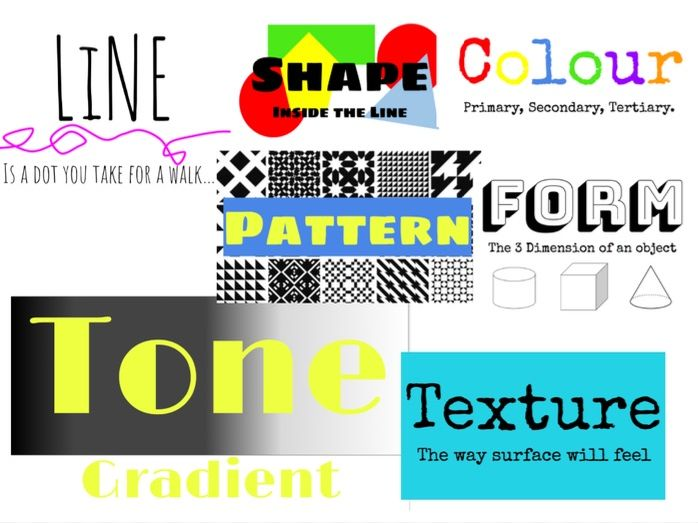 LiNE
Is a dot you take for a walk...
Shape
Inside the Line
Colour
Primary, Secondary, Tertiary.
Pattern
FORM
The 3 Dimension of an object
Tone
Gradient
Texture
The way surface will feel